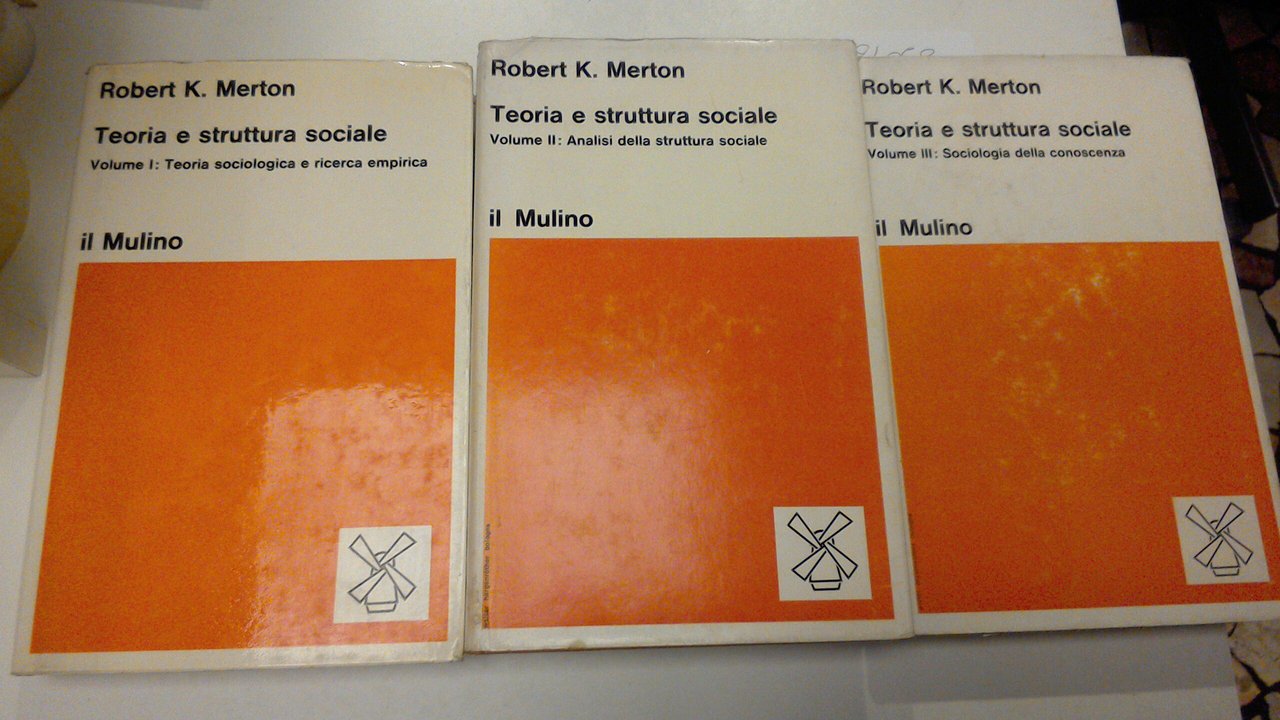 Robert K. Merton
Teoria e struttura sociale
Volume I: Teoria sociologica e ricerca empirica
il Mulino
Robert K. Merton
Teoria e struttura sociale
Volume II: Analisi della struttura sociale
il Mulino
Robert K. Merton
Teoria e struttura sociale
Volume III: Sociologia della conoscenza
il Mulino